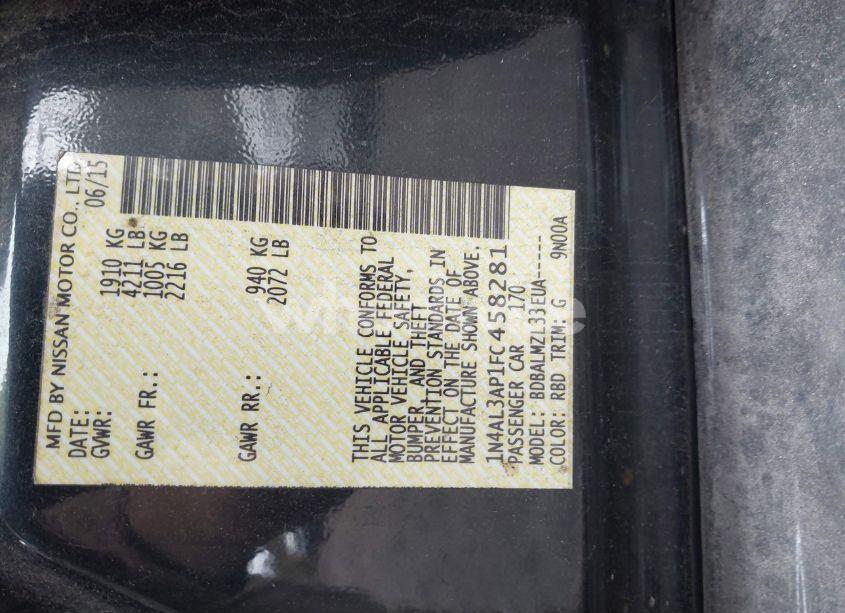 MFD BY NISSAN MOTOR CO., LTD
DATE: 06/15
GVWR: 1910 KG
4211 LB
GAWR FR.: 1005 KG
2216 LB
GAWR RR.: 940 KG
2072 LB
THIS VEHICLE CONFORMS TO
ALL APPLICABLE FEDERAL
MOTOR VEHICLE SAFETY,
BUMPER, AND THEFT
PREVENTION STANDARDS IN
EFFECT ON THE DATE OF
MANUFACTURE SHOWN ABOVE.
1N4AL3AP1FC458281
PASSENGER CAR 170
MODEL: BDBALMZL33EUA-----
COLOR: RBD TRIM: G 9N00A